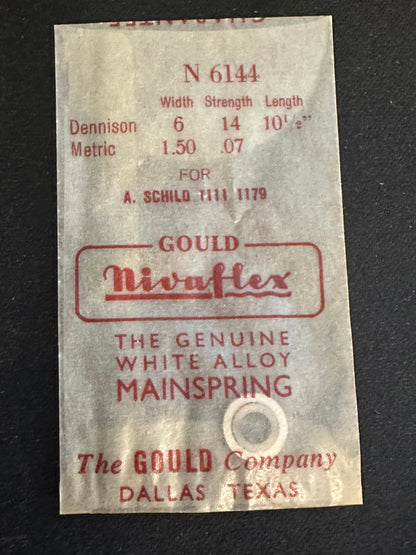 GUARANTEE
N 6144
Width Strength Length
Dennison 6 14 10½"
Metric 1.50 .07
FOR
A. SCHILD 1111 1179
GOULD
Nivaflex
THE GENUINE
WHITE ALLOY
MAINSPRING
The GOULD Company
DALLAS TEXAS